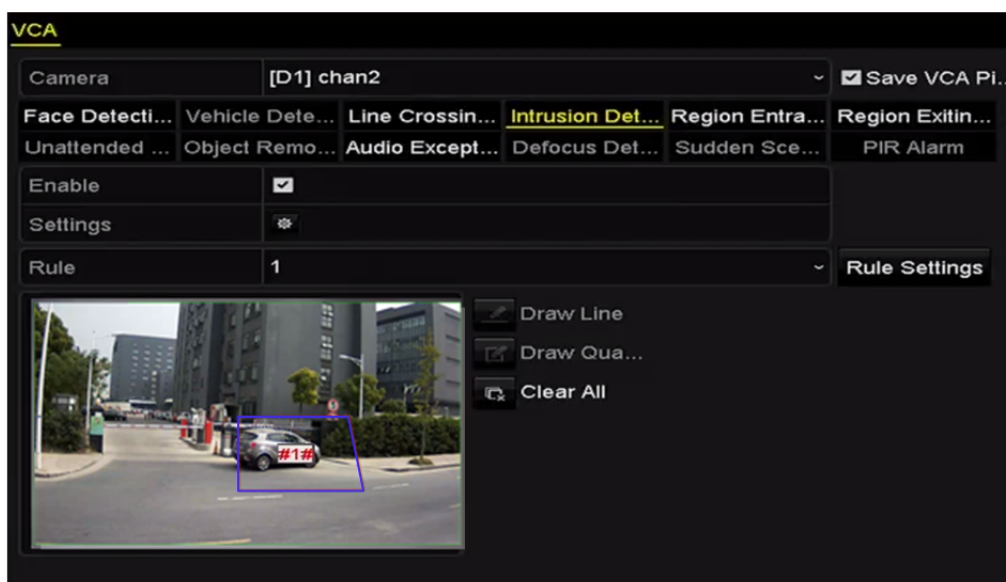 VCA
Camera [D1] chan2 Save VCA Pi...
Face Detecti... Vehicle Dete... Line Crossin... Intrusion Det... Region Entra... Region Exitin...
Unattended ... Object Remo... Audio Except... Defocus Det... Sudden Sce... PIR Alarm
Enable
Settings
Rule 1 Rule Settings
Draw Line
Draw Qua...
Clear All
#1#